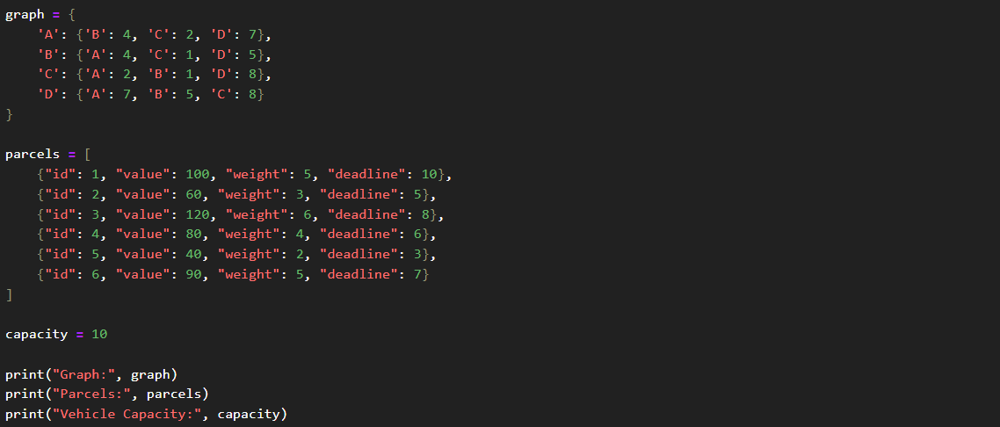 graph = {
    'A': {'B': 4, 'C': 2, 'D': 7},
    'B': {'A': 4, 'C': 1, 'D': 5},
    'C': {'A': 2, 'B': 1, 'D': 8},
    'D': {'A': 7, 'B': 5, 'C': 8}
}

parcels = [
    {"id": 1, "value": 100, "weight": 5, "deadline": 10},
    {"id": 2, "value": 60, "weight": 3, "deadline": 5},
    {"id": 3, "value": 120, "weight": 6, "deadline": 8},
    {"id": 4, "value": 80, "weight": 4, "deadline": 6},
    {"id": 5, "value": 40, "weight": 2, "deadline": 3},
    {"id": 6, "value": 90, "weight": 5, "deadline": 7}
]

capacity = 10

print("Graph:", graph)
print("Parcels:", parcels)
print("Vehicle Capacity:", capacity)